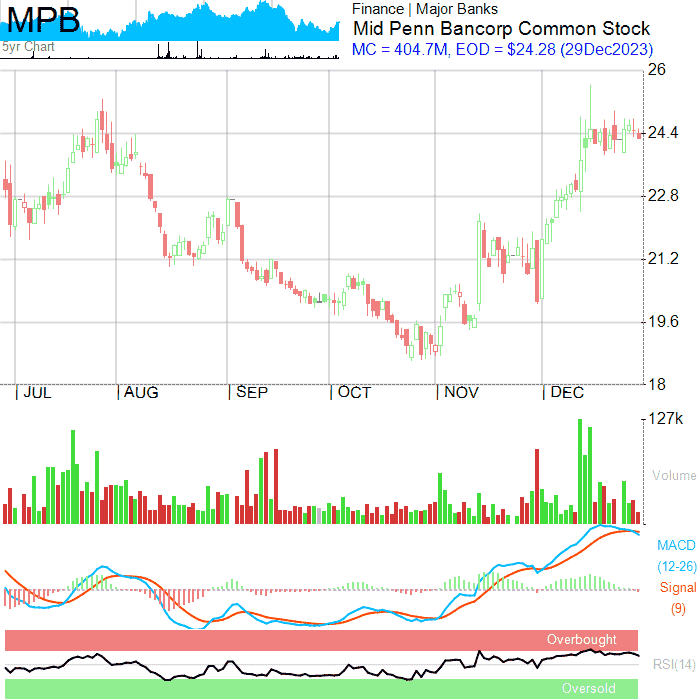 MPB
5yr Chart
Finance | Major Banks
Mid Penn Bancorp Common Stock
MC = 404.7M, EOD = $24.28 (29Dec2023)
26
24.4
22.8
21.2
19.6
18
| JUL | AUG | SEP | OCT | NOV | DEC
127k
Volume
MACD
(12-26)
Signal
(9)
Overbought
RSI(14)
Oversold